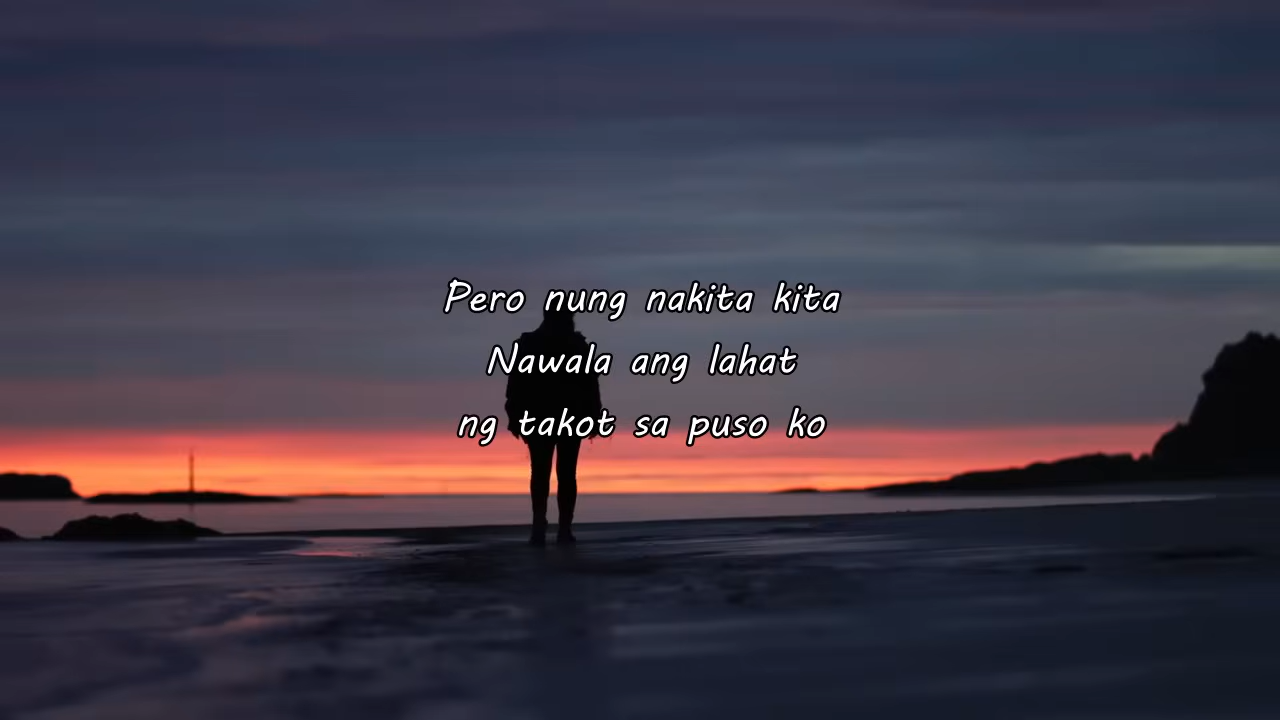 Pero nung nakita kita
Nawala ang lahat
ng takot sa puso ko